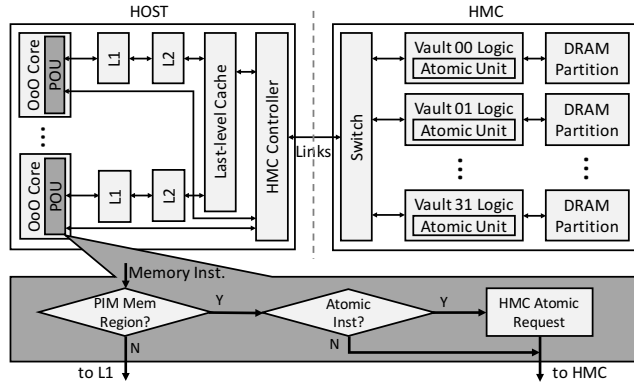 HOST
HMC
OoO Core
POU
L1
L2
Last-level Cache
HMC Controller
Links
Switch
Vault 00 Logic
Atomic Unit
DRAM
Partition
Vault 01 Logic
Atomic Unit
DRAM
Partition
...
OoO Core
POU
L1
L2
...
...
Vault 31 Logic
Atomic Unit
DRAM
Partition
Memory Inst.
PIM Mem
Region?
Y
Atomic
Inst?
Y
HMC Atomic
Request
N
N
to L1
to HMC